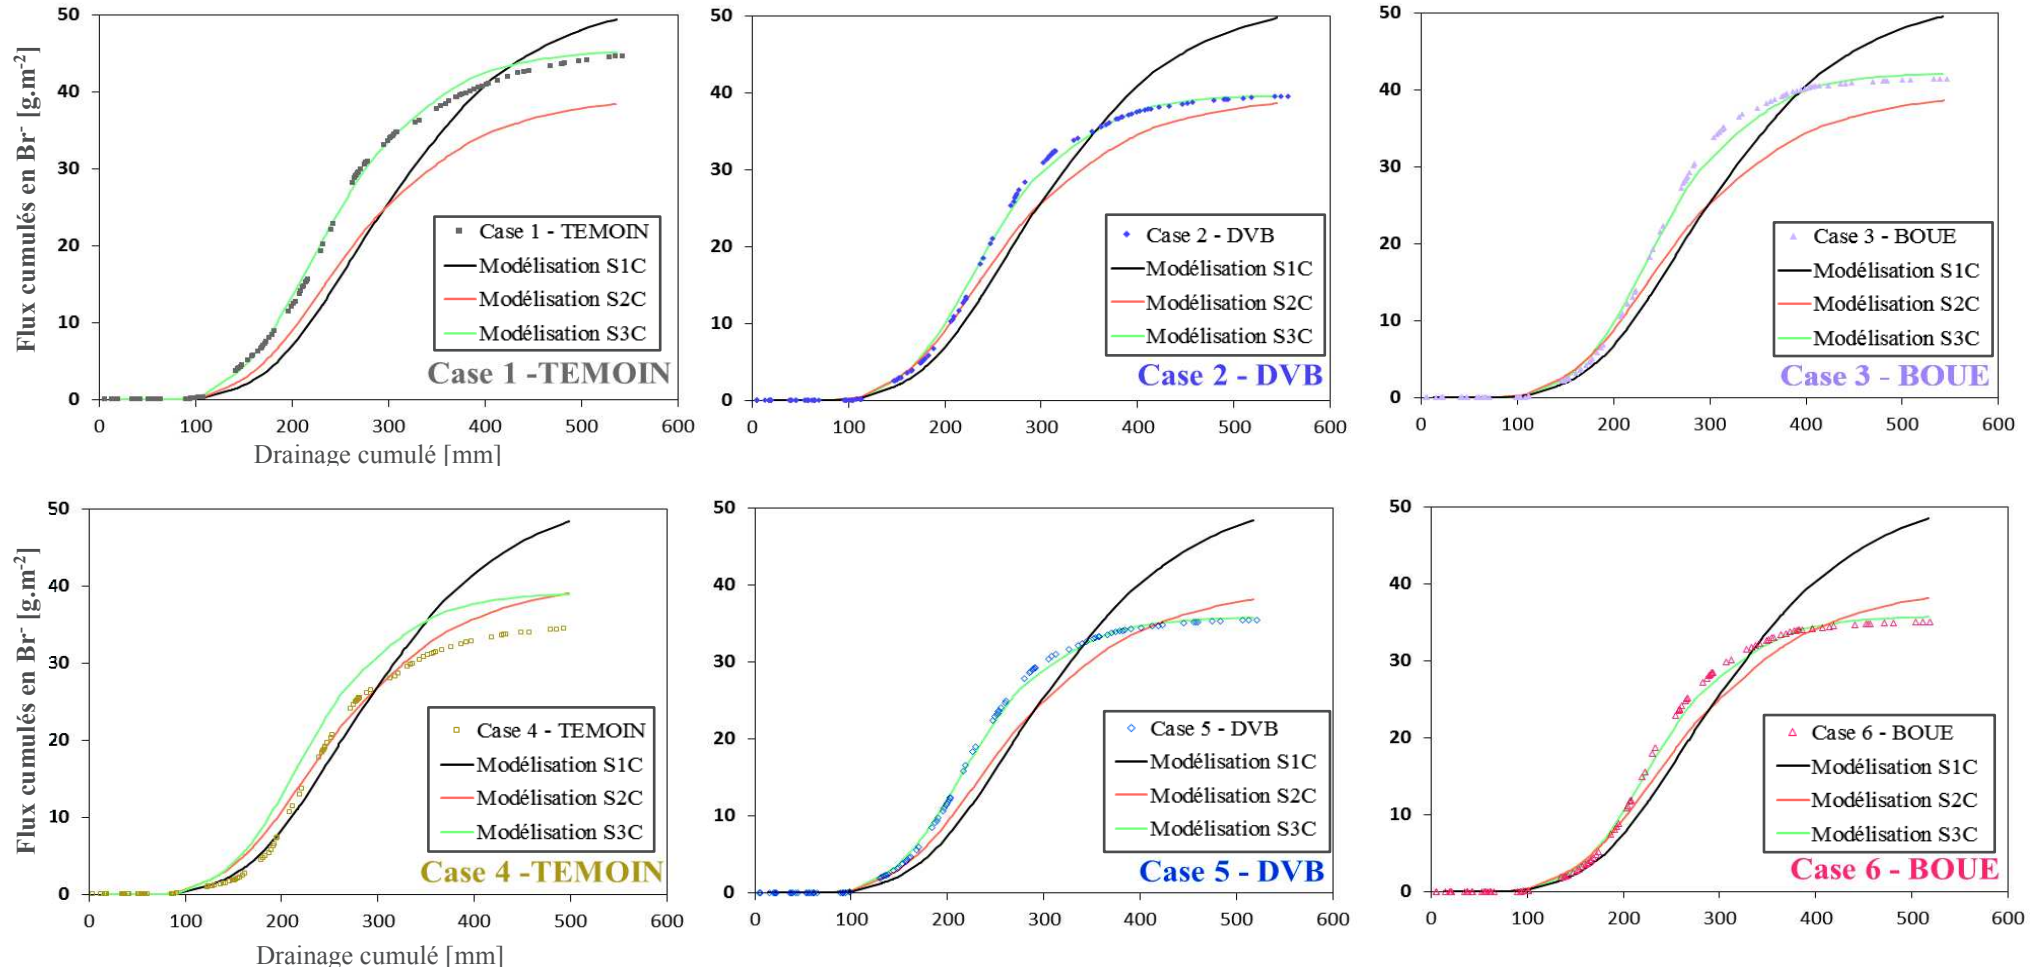 Flux cumulés en Br- [g.m-2]
50
40
30
20
10
0
0 100 200 300 400 500 600
Drainage cumulé [mm]
Case 1 - TEMOIN
Modélisation S1C
Modélisation S2C
Modélisation S3C
Case 1 -TEMOIN
50
40
30
20
10
0
0 100 200 300 400 500 600
Case 2 - DVB
Modélisation S1C
Modélisation S2C
Modélisation S3C
Case 2 - DVB
50
40
30
20
10
0
0 100 200 300 400 500 600
Case 3 - BOUE
Modélisation S1C
Modélisation S2C
Modélisation S3C
Case 3 - BOUE
Flux cumulés en Br- [g.m-2]
50
40
30
20
10
0
0 100 200 300 400 500 600
Drainage cumulé [mm]
Case 4 - TEMOIN
Modélisation S1C
Modélisation S2C
Modélisation S3C
Case 4 -TEMOIN
50
40
30
20
10
0
0 100 200 300 400 500 600
Case 5 - DVB
Modélisation S1C
Modélisation S2C
Modélisation S3C
Case 5 - DVB
50
40
30
20
10
0
0 100 200 300 400 500 600
Case 6 - BOUE
Modélisation S1C
Modélisation S2C
Modélisation S3C
Case 6 - BOUE